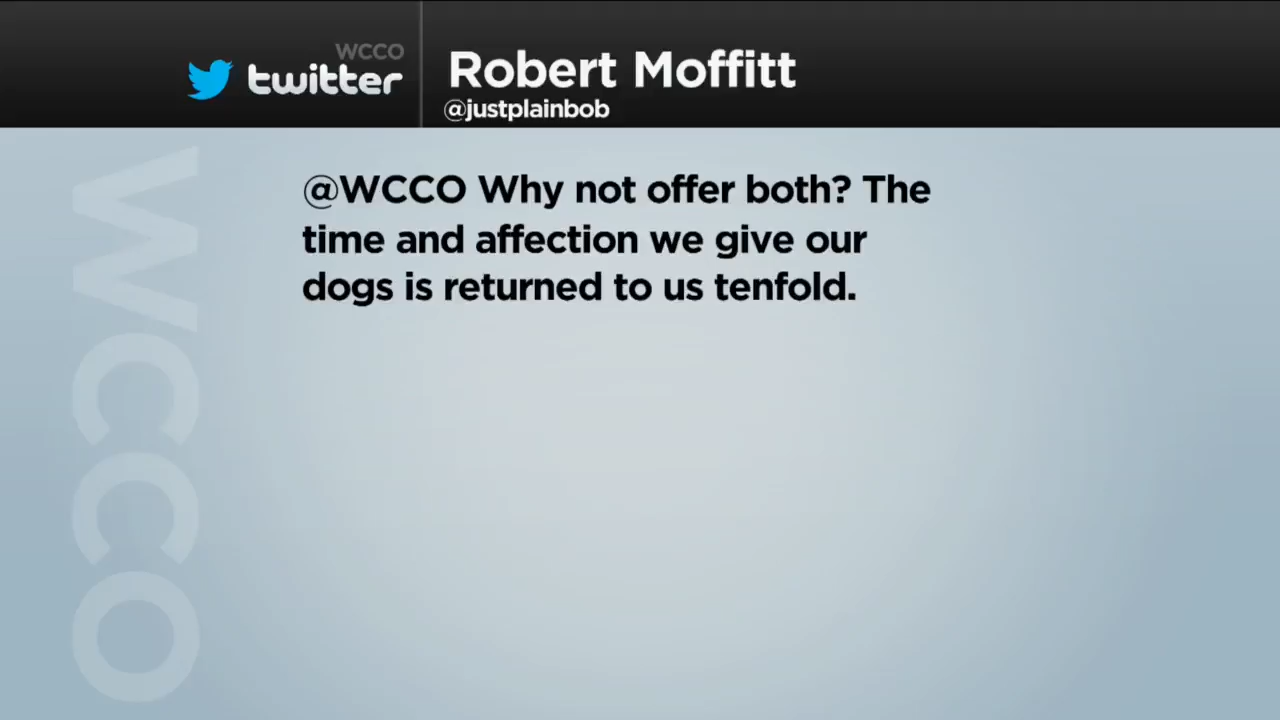 WCCO
twitter
Robert Moffitt
@justplainbob
@WCCO Why not offer both? The
time and affection we give our
dogs is returned to us tenfold.
WCCO